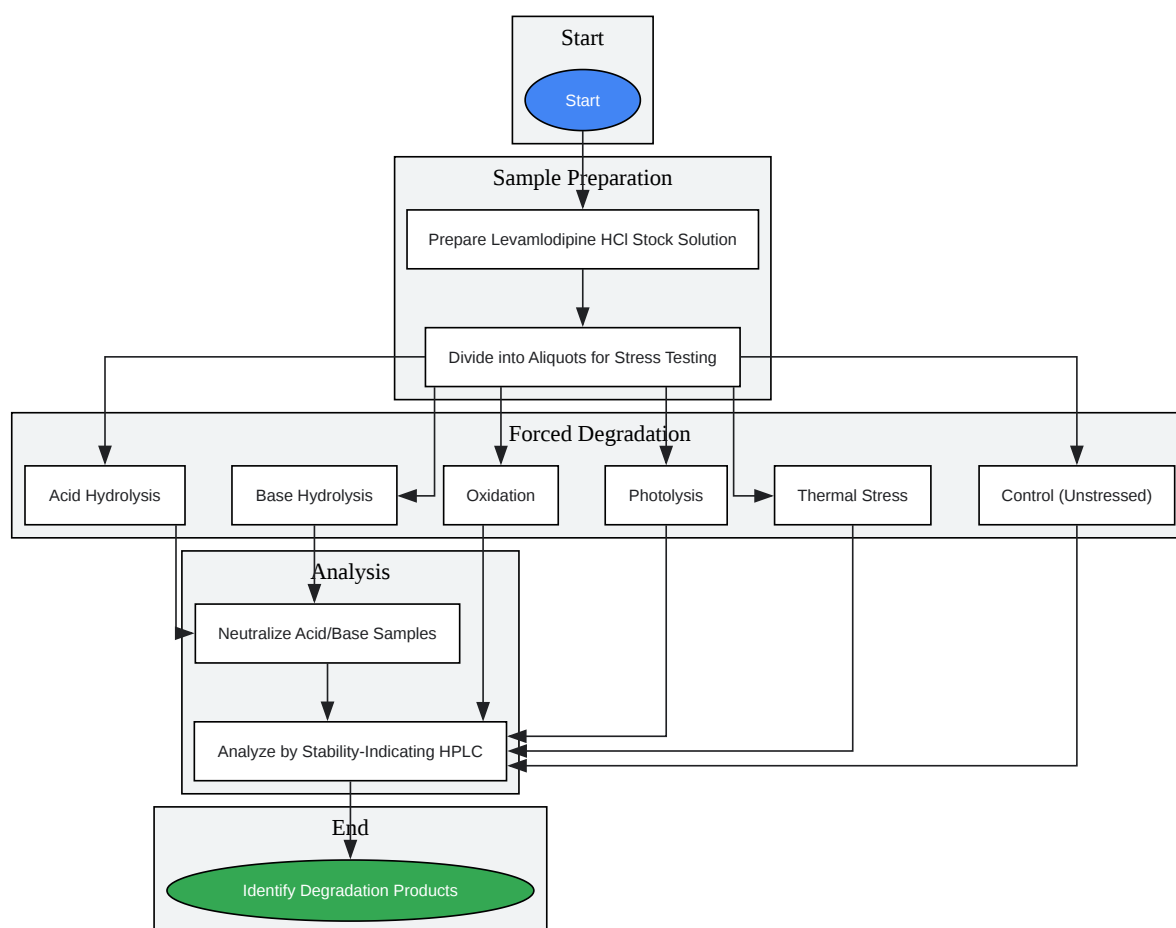 Start
Start
Sample Preparation
Prepare Levamlodipine HCl Stock Solution
Divide into Aliquots for Stress Testing
Forced Degradation
Acid Hydrolysis
Base Hydrolysis
Oxidation
Photolysis
Thermal Stress
Control (Unstressed)
Analysis
Neutralize Acid/Base Samples
Analyze by Stability-Indicating HPLC
End
Identify Degradation Products